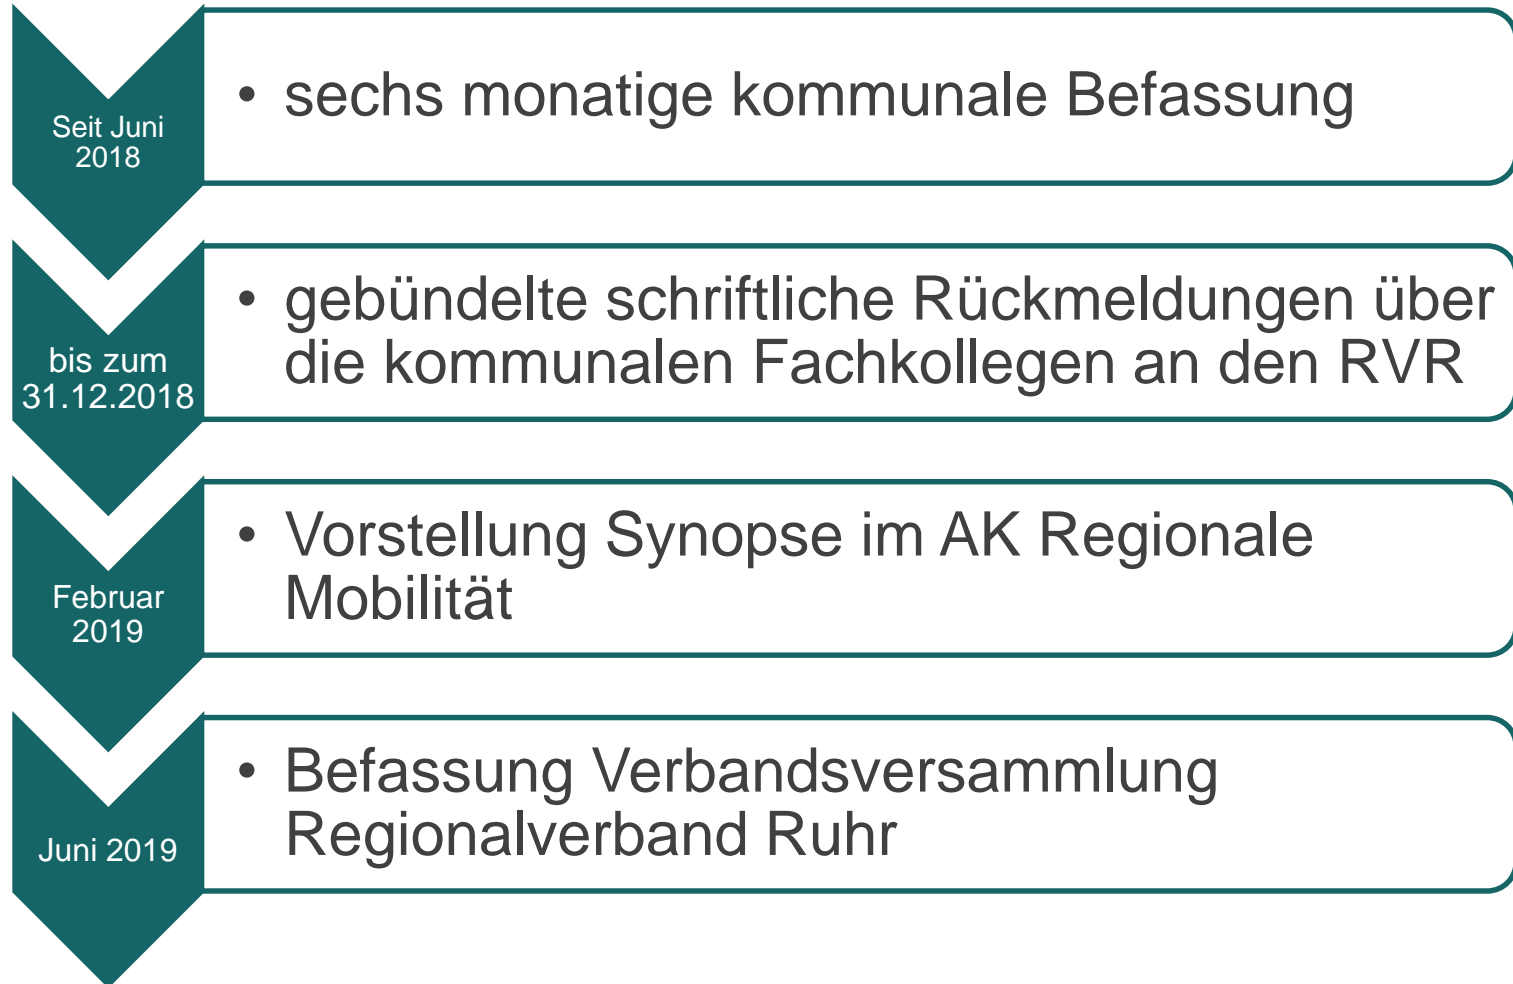 Seit Juni
2018
• sechs monatige kommunale Befassung
bis zum
31.12.2018
• gebündelte schriftliche Rückmeldungen über
die kommunalen Fachkollegen an den RVR
Februar
2019
• Vorstellung Synopse im AK Regionale
Mobilität
Juni 2019
• Befassung Verbandsversammlung
Regionalverband Ruhr